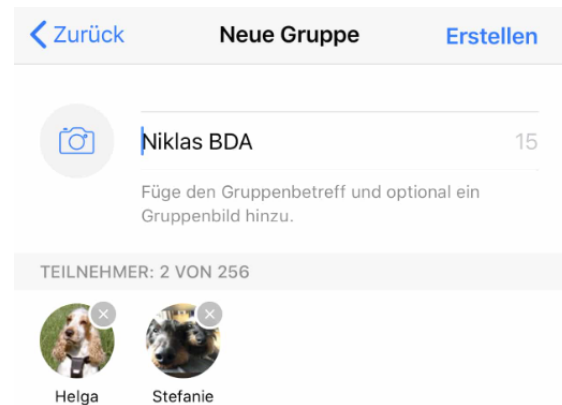 Zurück Neue Gruppe Erstellen
Niklas BDA 15
Füge den Gruppenbetreff und optional ein
Gruppenbild hinzu.
TEILNEHMER: 2 VON 256
Helga Stefanie